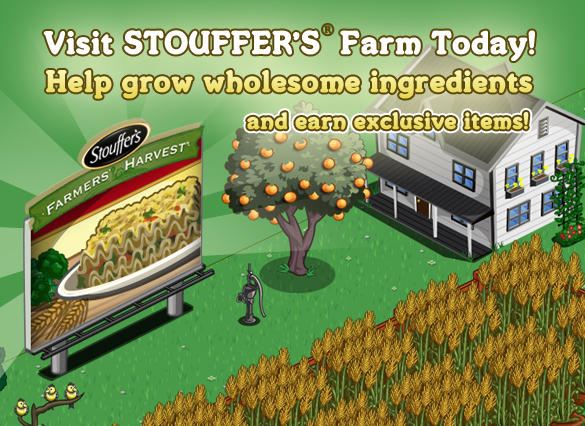 Visit STOUFFER'S® Farm Today!
Help grow wholesome ingredients
and earn exclusive items!
Stouffer's
FARMERS' HARVEST